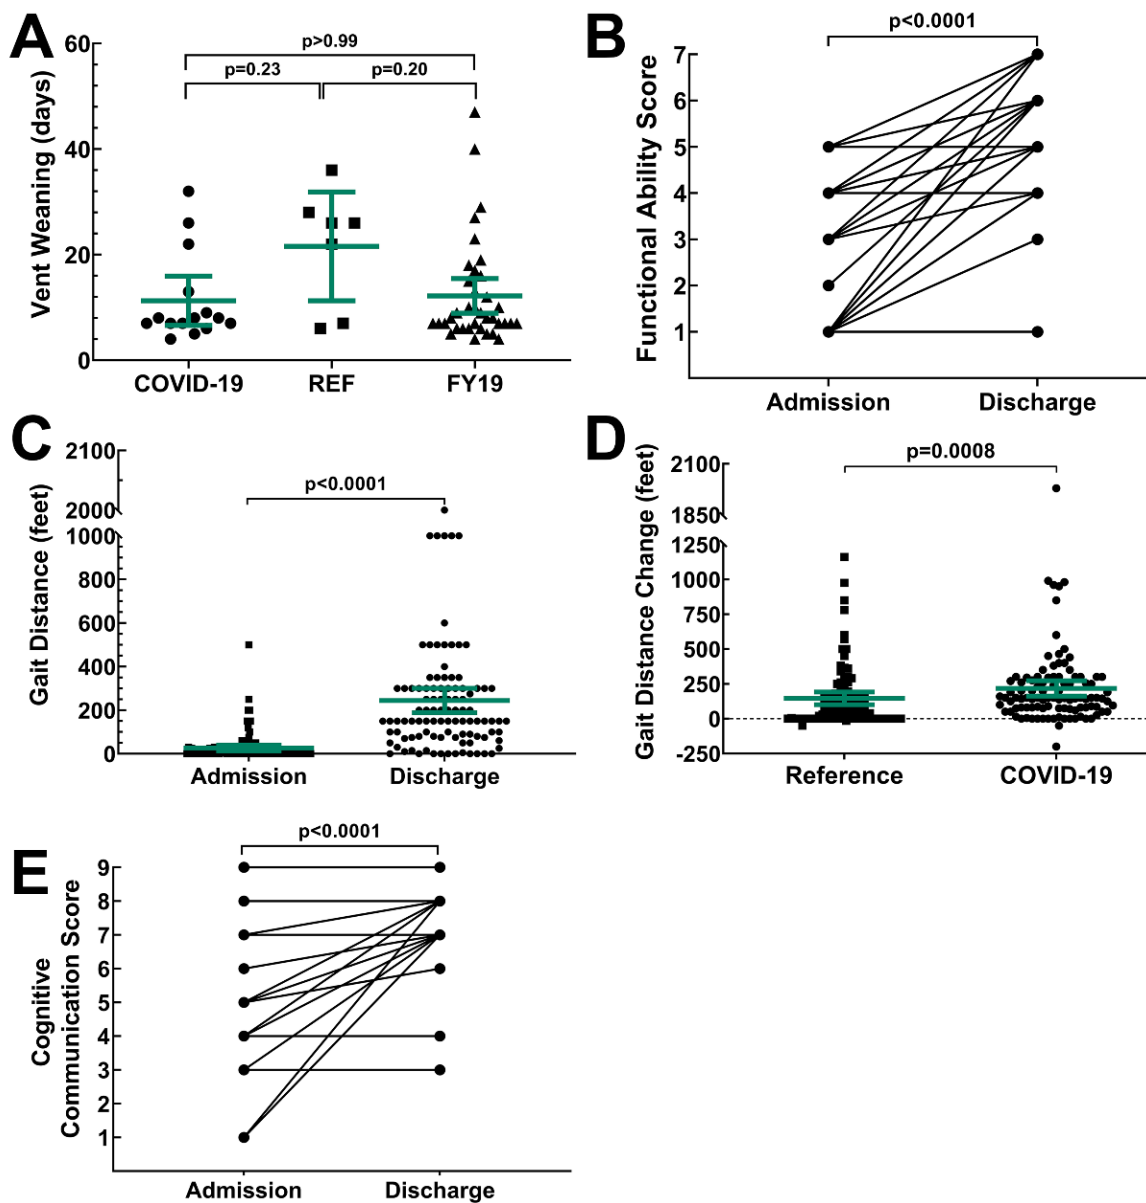 A
Vent Weaning (days)
60
40
20
0
p>0.99
p=0.23
p=0.20
COVID-19
REF
FY19
B
Functional Ability Score
p<0.0001
7
6
5
4
3
2
1
Admission
Discharge
C
Gait Distance (feet)
2100
2000
1000
800
600
400
200
0
p<0.0001
Admission
Discharge
D
Gait Distance Change (feet)
2100
1850
1250
1000
750
500
250
0
-250
p=0.0008
Reference
COVID-19
E
Cognitive
Communication Score
p<0.0001
9
8
7
6
5
4
3
2
1
Admission
Discharge